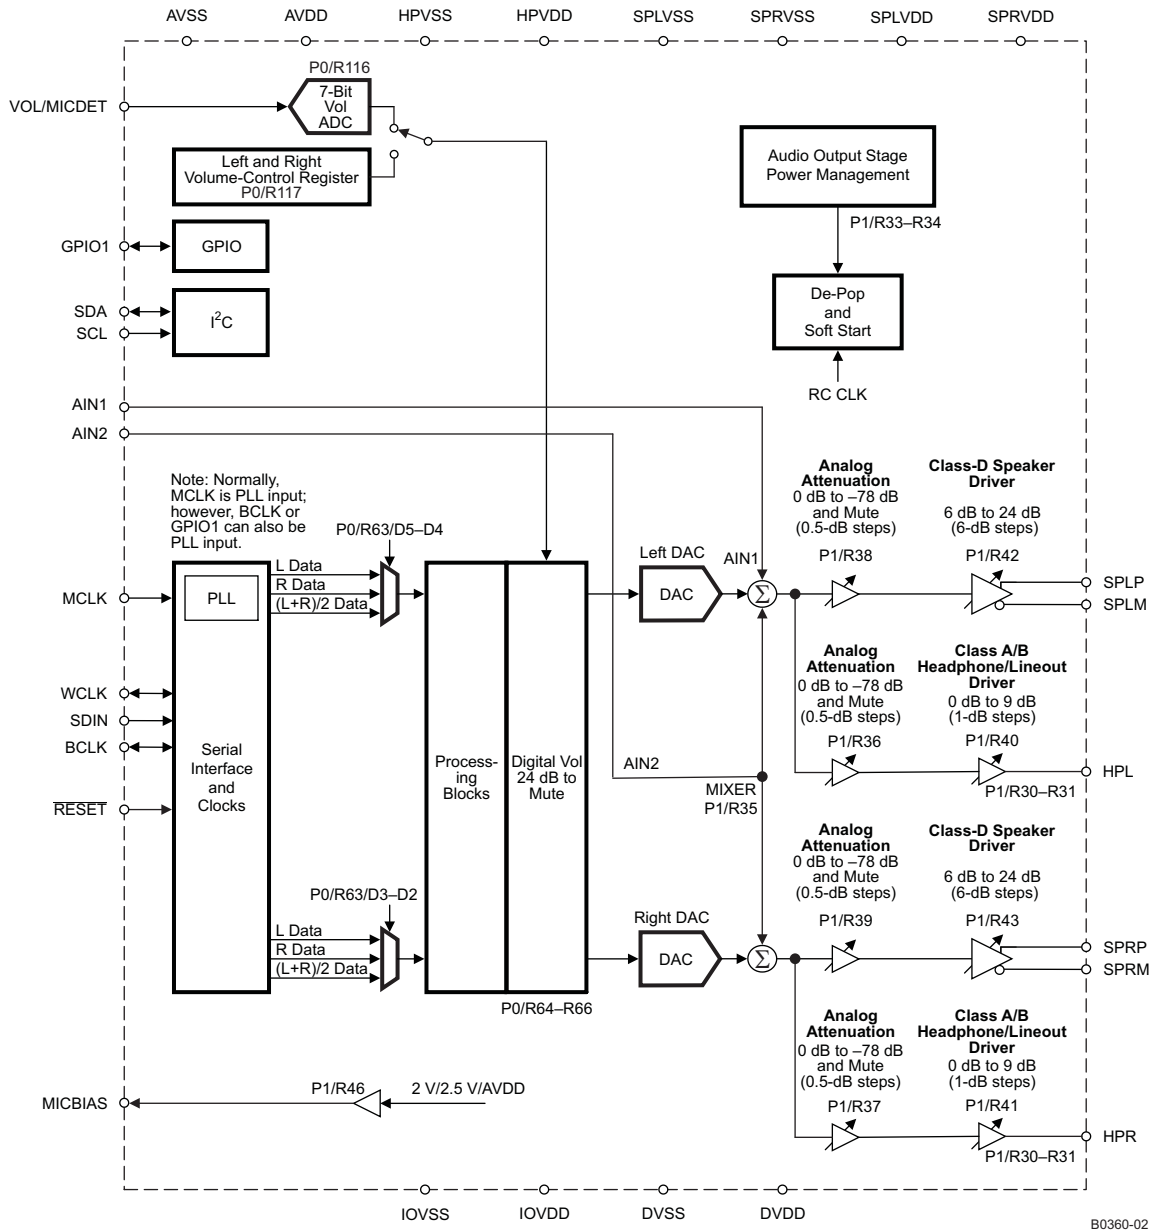 AVSS
AVDD
HPVSS
HPVDD
SPLVSS
SPRVSS
SPLVDD
SPRVDD
P0/R116
VOL/MICDET
7-Bit
Vol
ADC
Left and Right
Volume-Control Register
P0/R117
Audio Output Stage
Power Management
P1/R33–R34
GPIO1
GPIO
SDA
SCL
I2C
De-Pop
and
Soft Start
RC CLK
AIN1
AIN2
Note: Normally,
MCLK is PLL input;
however, BCLK or
GPIO1 can also be
PLL input.
P0/R63/D5–D4
Analog
Attenuation
0 dB to –78 dB
and Mute
(0.5-dB steps)
P1/R38
Class-D Speaker
Driver
6 dB to 24 dB
(6-dB steps)
P1/R42
Left DAC
AIN1
MCLK
PLL
L Data
R Data
(L+R)/2 Data
DAC
Σ
SPLP
SPLM
Analog
Attenuation
0 dB to –78 dB
and Mute
(0.5-dB steps)
P1/R36
Class A/B
Headphone/Lineout
Driver
0 dB to 9 dB
(1-dB steps)
P1/R40
P1/R30–R31
HPL
WCLK
SDIN
BCLK
RESET
Serial
Interface
and
Clocks
Process-
ing
Blocks
Digital Vol
24 dB to
Mute
AIN2
MIXER
P1/R35
Analog
Attenuation
0 dB to –78 dB
and Mute
(0.5-dB steps)
P1/R39
Class-D Speaker
Driver
6 dB to 24 dB
(6-dB steps)
P1/R43
P0/R63/D3–D2
L Data
R Data
(L+R)/2 Data
Right DAC
DAC
Σ
SPRP
SPRM
P0/R64–R66
Analog
Attenuation
0 dB to –78 dB
and Mute
(0.5-dB steps)
P1/R37
Class A/B
Headphone/Lineout
Driver
0 dB to 9 dB
(1-dB steps)
P1/R41
P1/R30–R31
HPR
MICBIAS
P1/R46
2 V/2.5 V/AVDD
IOVSS
IOVDD
DVSS
DVDD
B0360-02